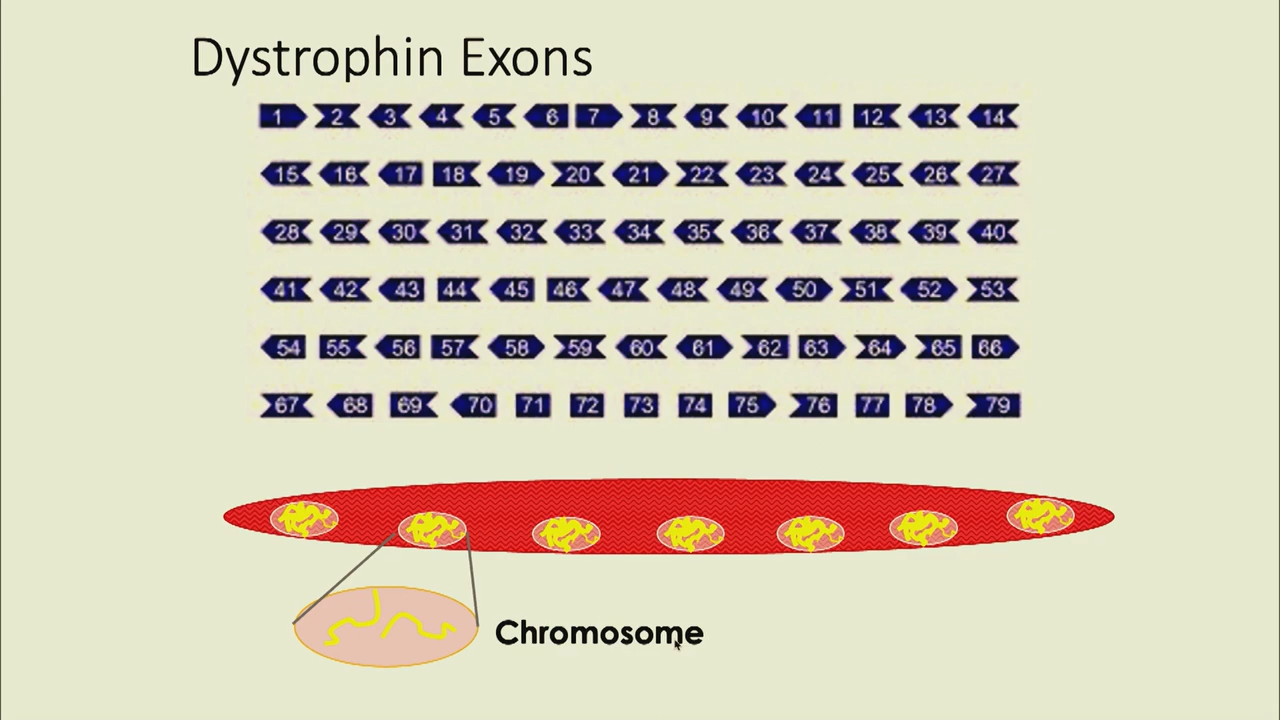 Dystrophin Exons
1 2 3 4 5 6 7 8 9 10 11 12 13 14
15 16 17 18 19 20 21 22 23 24 25 26 27
28 29 30 31 32 33 34 35 36 37 38 39 40
41 42 43 44 45 46 47 48 49 50 51 52 53
54 55 56 57 58 59 60 61 62 63 64 65 66
67 68 69 70 71 72 73 74 75 76 77 78 79
Chromosome